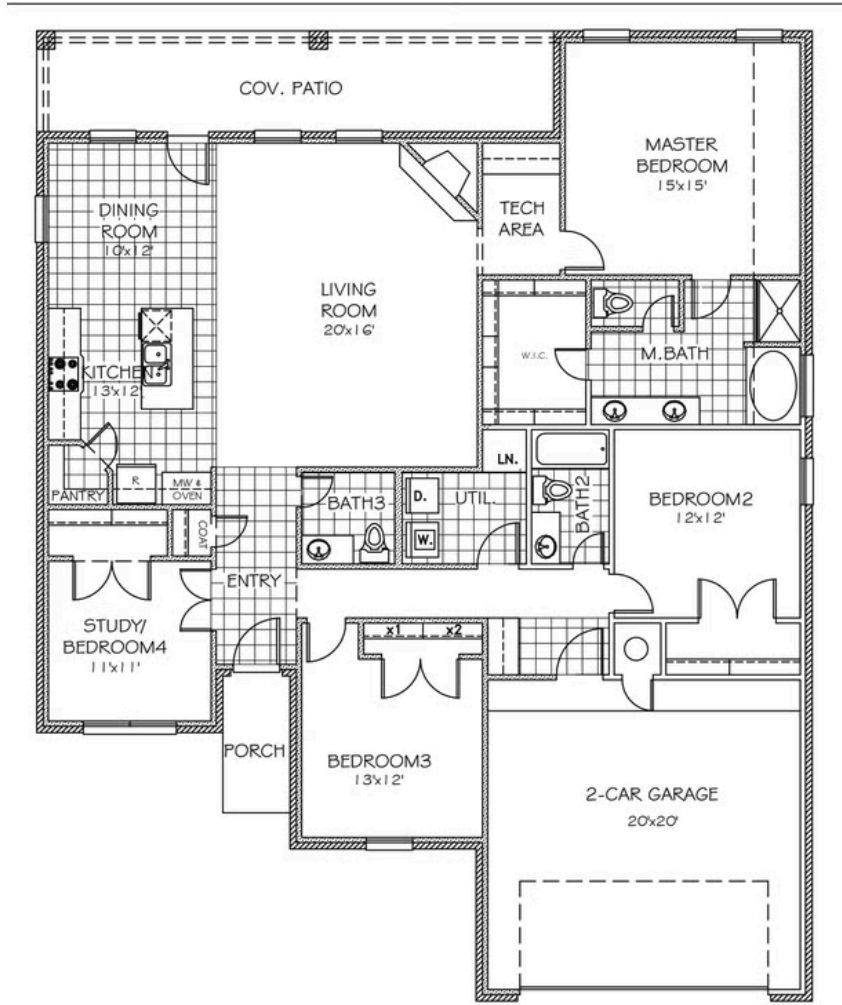 COV. PATIO
MASTER
BEDROOM
15'x15'
DINING
ROOM
10'x12'
TECH
AREA
LIVING
ROOM
20'x16'
W.I.C.
M.BATH
KITCHEN
13'x12'
PANTRY
R
MW &
OVEN
LN.
D.
UTIL.
W.
BATH3
BATH2
BEDROOM2
12'x12'
COAT
ENTRY
STUDY/
BEDROOM4
11'x11'
x1
x2
PORCH
BEDROOM3
13'x12'
2-CAR GARAGE
20'x20'